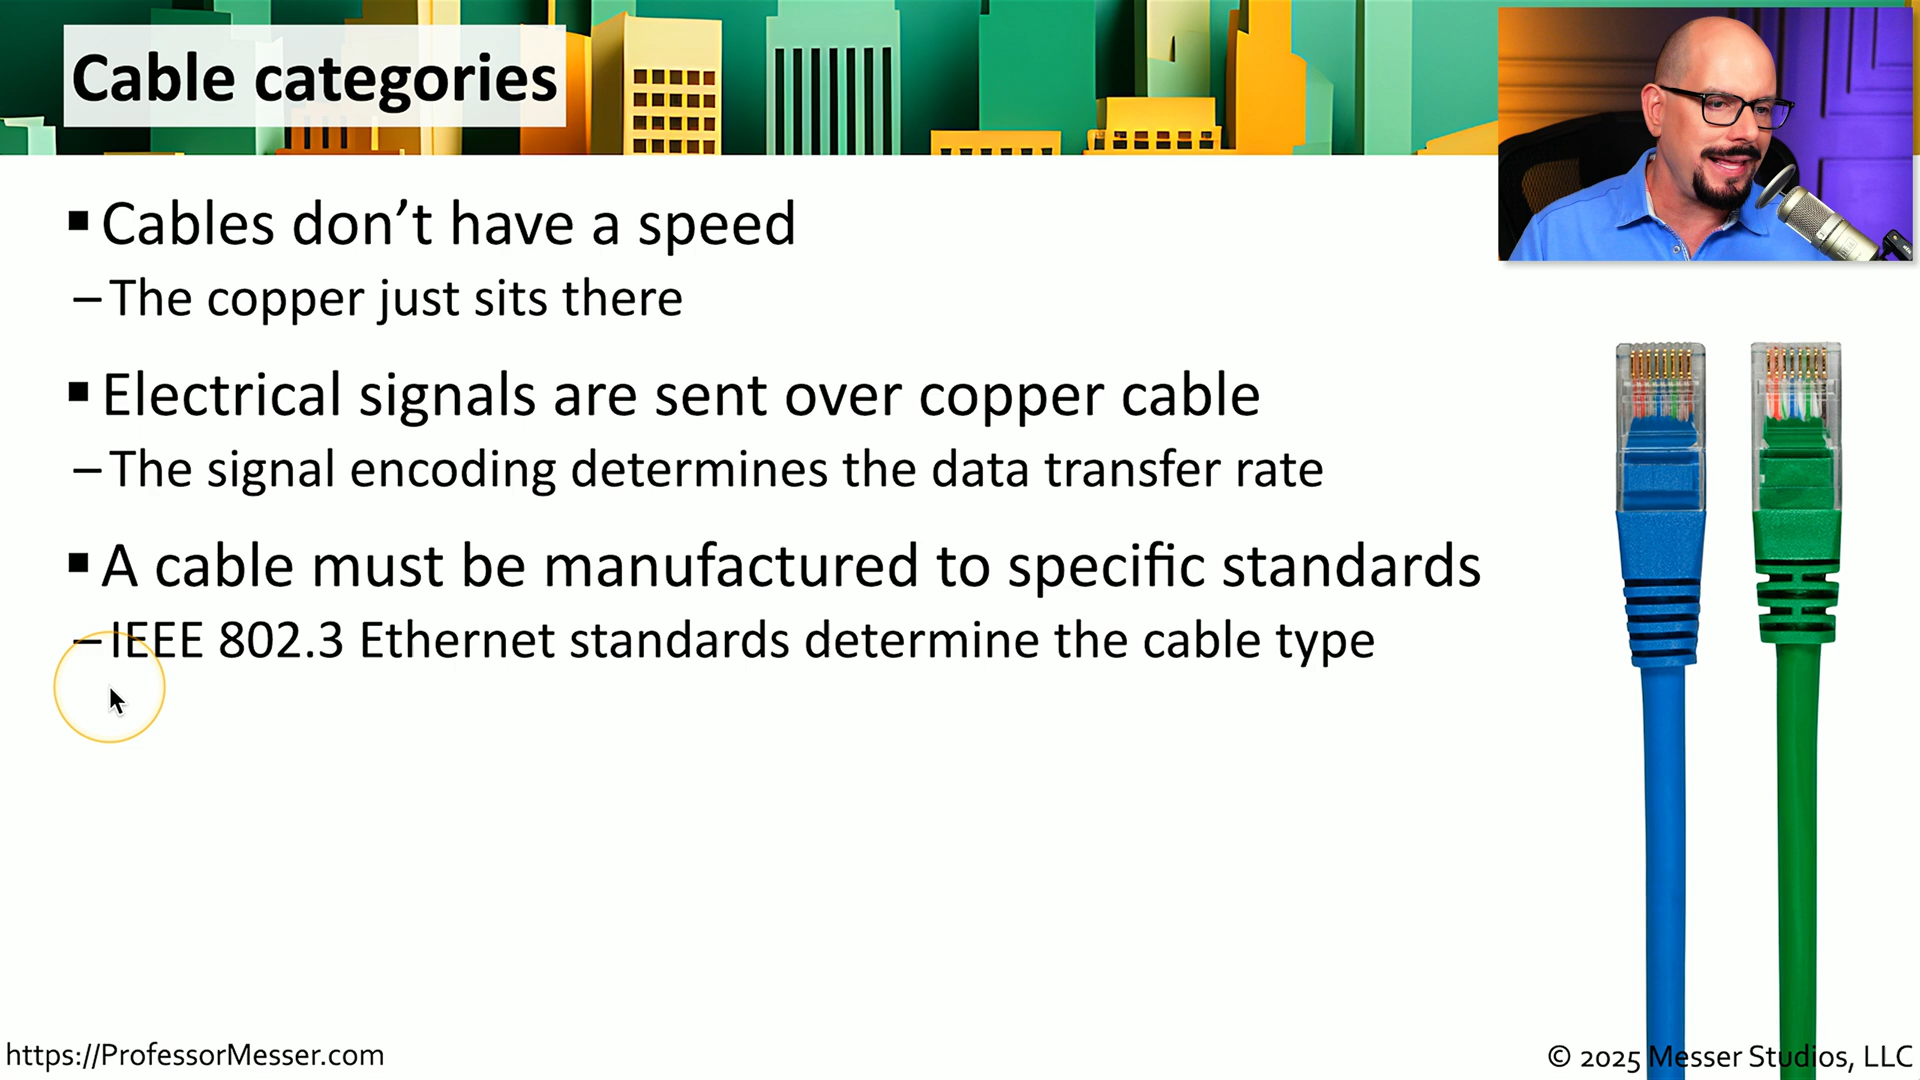 Cable categories
▪ Cables don’t have a speed
– The copper just sits there
▪ Electrical signals are sent over copper cable
– The signal encoding determines the data transfer rate
▪ A cable must be manufactured to specific standards
– IEEE 802.3 Ethernet standards determine the cable type
https://ProfessorMesser.com
© 2025 Messer Studios, LLC